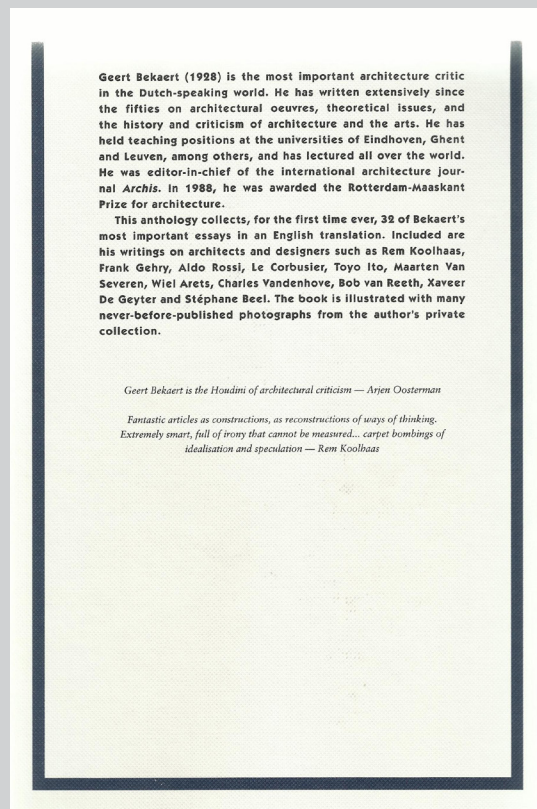 Geert Bekaert (1928) is the most important architecture critic
in the Dutch-speaking world. He has written extensively since
the fifties on architectural oeuvres, theoretical issues, and
the history and criticism of architecture and the arts. He has
held teaching positions at the universities of Eindhoven, Ghent
and Leuven, among others, and has lectured all over the world.
He was editor-in-chief of the international architecture jour-
nal Archis. In 1988, he was awarded the Rotterdam-Maaskant
Prize for architecture.
This anthology collects, for the first time ever, 32 of Bekaert's
most important essays in an English translation. Included are
his writings on architects and designers such as Rem Koolhaas,
Frank Gehry, Aldo Rossi, Le Corbusier, Toyo Ito, Maarten Van
Severen, Wiel Arets, Charles Vandenhove, Bob van Reeth, Xaveer
De Geyter and Stéphane Beel. The book is illustrated with many
never-before-published photographs from the author's private
collection.
Geert Bekaert is the Houdini of architectural criticism — Arjen Oosterman
Fantastic articles as constructions, as reconstructions of ways of thinking.
Extremely smart, full of irony that cannot be measured... carpet bombings of
idealisation and speculation — Rem Koolhaas